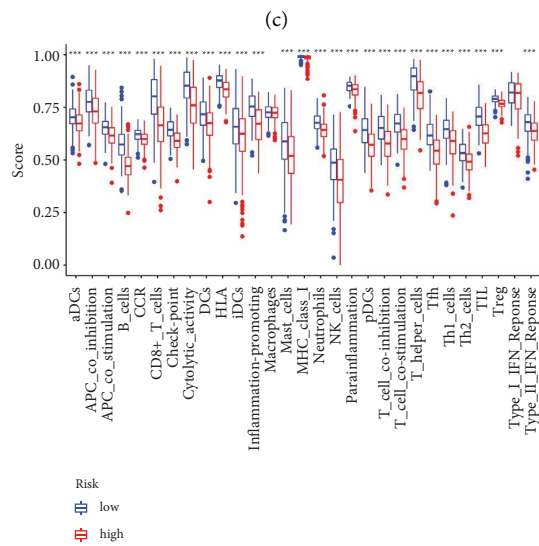 (c)
*** *** *** *** *** *** *** *** *** *** *** *** *** *** *** *** *** *** *** *** *** *** *** *** *** *** *** ***
1.00
0.75
0.50
0.25
0.00
Score
aDCs
APC_co_inhibition
APC_co_stimulation
B_cells
CCR
CD8+_T_cells
Check-point
Cytolytic_activity
DCs
HLA
iDCs
Inflammation-promoting
Macrophages
Mast_cells
MHC_class_I
Neutrophils
NK_cells
Parainflammation
pDCs
T_cell_co-inhibition
T_cell_co-stimulation
T_helper_cells
Tfh
Th1_cells
Th2_cells
TIL
Treg
Type_I_IFN_Reponse
Type_II_IFN_Reponse
Risk
low
high